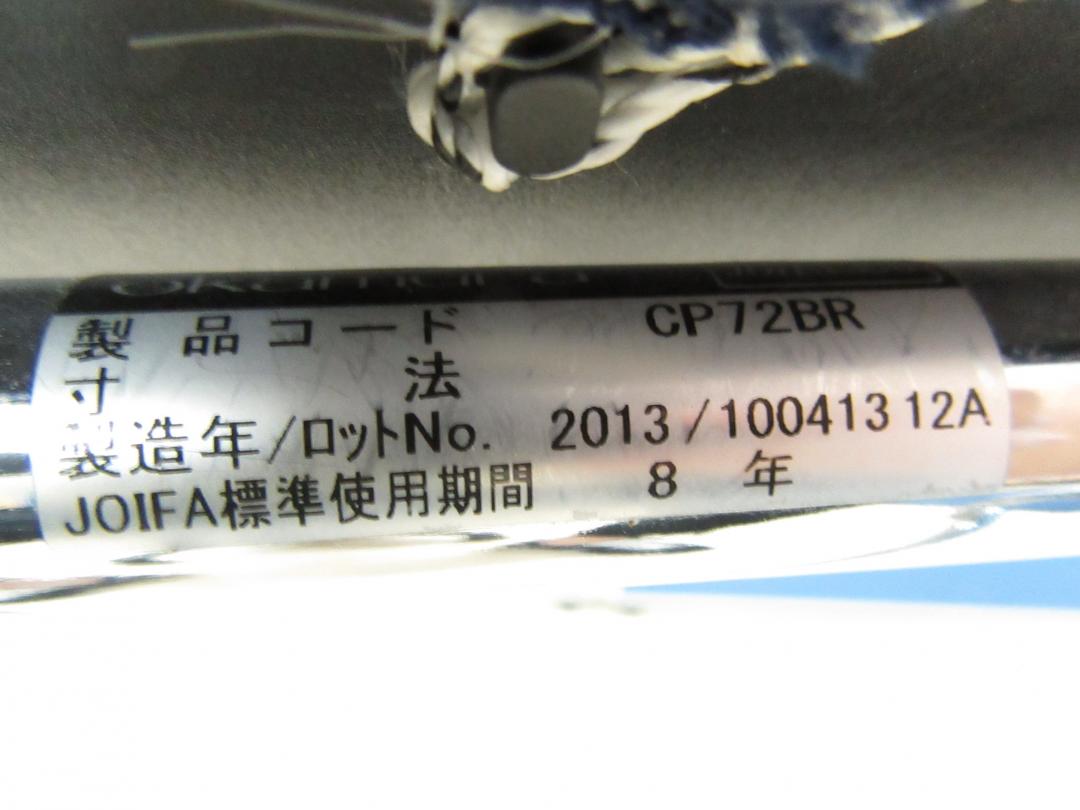 okamura
製品コード CP72BR
寸法
製造年/ロットNo. 2013/10041312A
JOIFA標準使用期間 8年